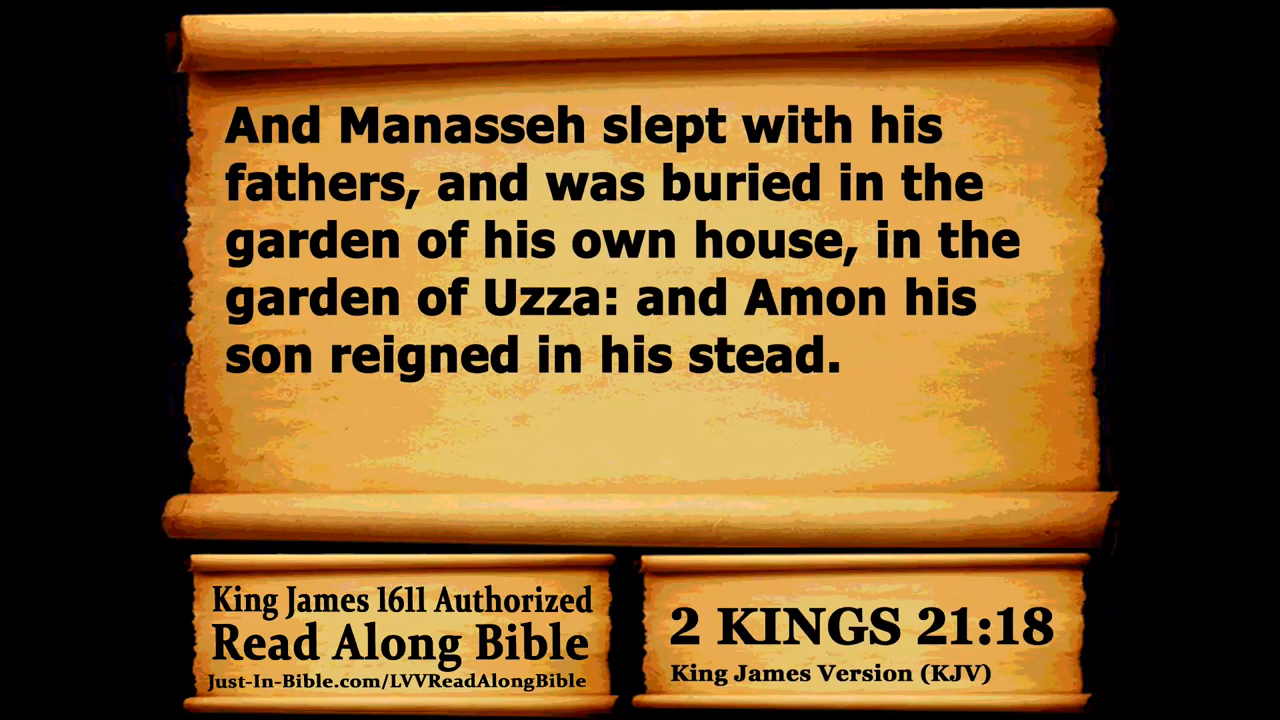 And Manasseh slept with his
fathers, and was buried in the
garden of his own house, in the
garden of Uzza: and Amon his
son reigned in his stead.
King James 1611 Authorized
Read Along Bible
Just-In-Bible.com/LVVReadAlongBible
2 KINGS 21:18
King James Version (KJV)